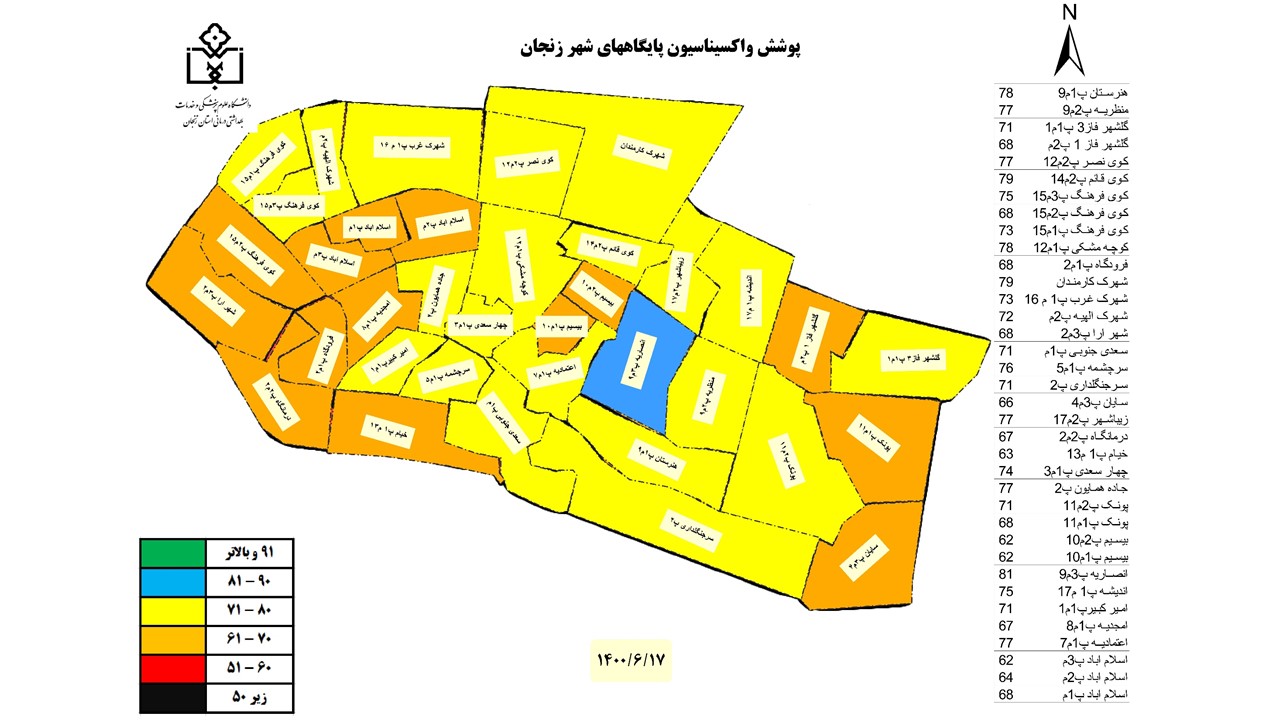 پوشش واکسیناسیون پایگاههای شهر زنجان
دانشگاه علوم پزشکی و خدمات
بهداشتی درمانی استان زنجان
N
هنرستان پ1م9 78
منظریه پ2م9 77
گلشهر فاز3 پ1م1 71
گلشهر فاز 1 پ2م 68
کوی نصر پ2م12 77
کوی قائم پ2م14 79
کوی فرهنگ پ3م15 75
کوی فرهنگ پ2م15 68
کوی فرهنگ پ1م15 73
کوچه مشکی پ1م12 78
فرودگاه پ1م2 68
شهرک کارمندان 79
شهرک غرب پ1 م 16 73
شهرک الهیه پ2م 72
شهر ارا پ3م2 68
سعدی جنوبی پ1م 71
سرچشمه پ1م5 76
سرجنگلداری پ2 71
سایان پ3م4 66
زیباشهر پ2م17 77
درمانگاه پ2م2 67
خیام پ1 م13 63
چهار سعدی پ1م3 74
جاده همایون پ2 77
پونک پ2م11 71
پونک پ1م11 68
بیسیم پ2م10 62
بیسیم پ1م10 62
انصاریه پ3م9 81
اندیشه پ1 م17 75
امیر کبیرپ1م1 71
امجدیه پ1م8 67
اعتمادیه پ1م7 77
اسلام اباد پ3م 62
اسلام اباد پ2م 64
اسلام اباد پ1م 68
شهرک کارمندان
شهرک غرب پ۱ م ۱۶
کوی نصر پ۲م۱۲
شهرک الهیه پ۲م
کوی فرهنگ پ۱م۱۵
کوی فرهنگ پ۳م۱۵
اسلام اباد پ۲م
اسلام اباد پ۱م
اسلام اباد پ۳م
کوی فرهنگ پ۲م۱۵
کوی قائم پ۲م۱۴
کوچه مشکی پ۱م۱۲
زیباشهر پ۲م۱۷
اندیشه پ۱م۱۷
جاده همایون پ۲
بیسیم پ۲م۱۰
شهر ارا پ۳م۲
امجدیه پ۱م۸
چهار سعدی پ۱م۳
بیسیم پ۱م۱۰
گلشهر فاز ۱ پ۲م
گلشهر فاز۳ پ۱م۱
فرودگاه پ۱م۲
امیر کبیرپ۱م۱
سرچشمه پ۱م۵
اعتمادیه پ۱م۷
انصاریه پ۳م۹
منظریه پ۲م۹
درمانگاه پ۲م۲
خیام پ۱ م۱۳
سعدی جنوبی پ۱م
هنرستان پ۱م۹
پونک پ۲م۱۱
پونک پ۱م۱۱
سرجنگلداری پ۲
سایان پ۳م۴
۹۱ و بالاتر
۸۱ – ۹۰
۷۱ – ۸۰
۶۱ – ۷۰
۵۱ – ۶۰
زیر ۵۰
۱۴۰۰/۶/۱۷